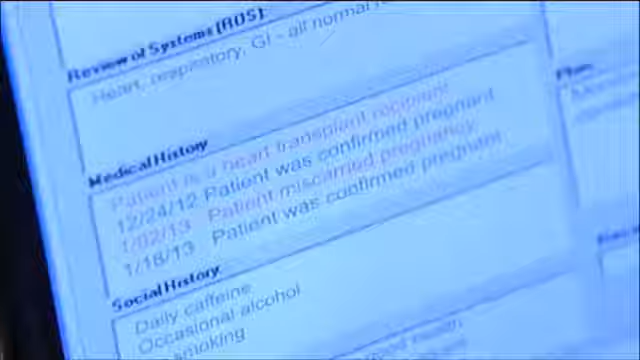 Review of Systems [ROS]:
Heart, respiratory, GI - all normal
Plan
Medical History
Patient is a heart transplant recipient
12/24/12 Patient was confirmed pregnant
1/02/13 Patient miscarried pregnancy
1/18/13 Patient was confirmed pregnant
Social History
Daily caffeine
Occasional alcohol
smoking